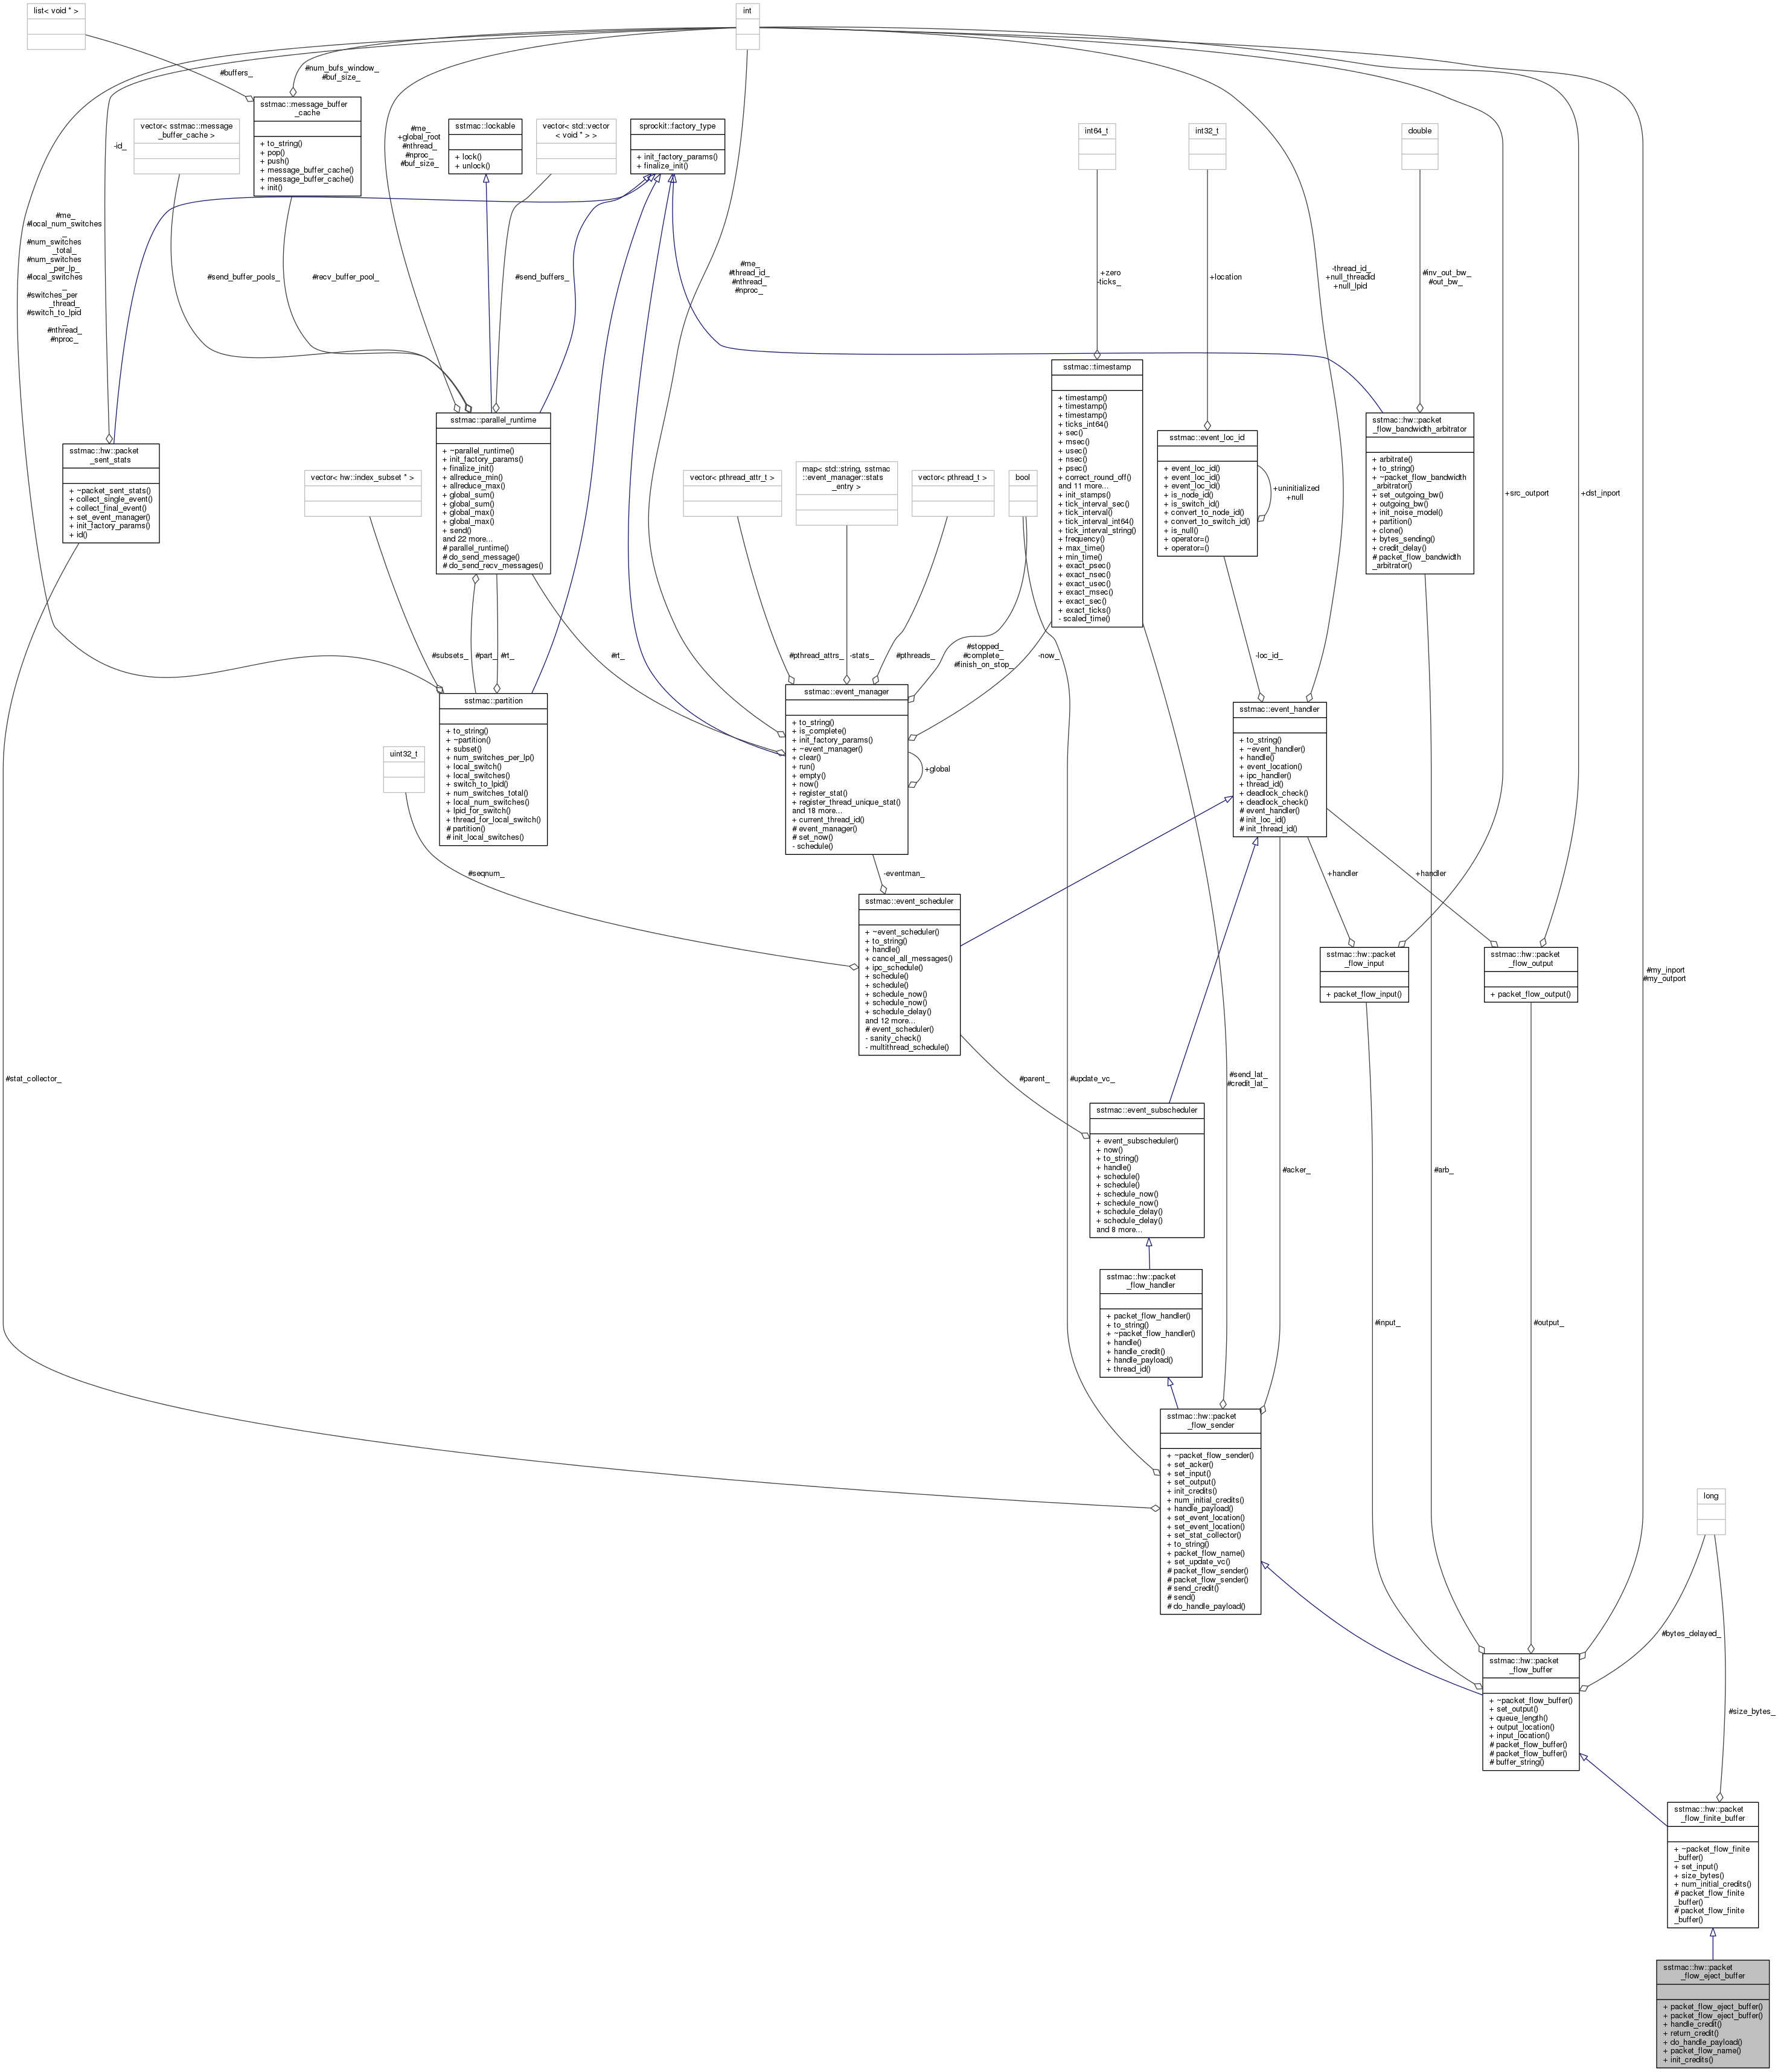 list< void * >
int
#buffers_
#num_bufs_window_
#buf_size_
sstmac::message_buffer
_cache
+ to_string()
+ pop()
+ push()
+ message_buffer_cache()
+ message_buffer_cache()
+ init()
vector< sstmac::message
_buffer_cache >
-id_
#me_
+global_root
#nthread_
#nproc_
#buf_size_
sstmac::lockable
+ lock()
+ unlock()
vector< std::vector
< void * > >
sprockit::factory_type
+ init_factory_params()
+ finalize_init()
int64_t
int32_t
double
#me_
#local_num_switches
_
#num_switches
_total_
#num_switches
_per_lp_
#local_switches
_
#switches_per
_thread_
#switch_to_lpid
_
#nthread_
#nproc_
#send_buffer_pools_
#recv_buffer_pool_
#send_buffers_
#me_
#thread_id_
#nthread_
#nproc_
+zero
-ticks_
+location
-thread_id_
+null_threadid
+null_lpid
#inv_out_bw_
#out_bw_
sstmac::timestamp
+ timestamp()
+ timestamp()
+ timestamp()
+ ticks_int64()
+ sec()
+ msec()
+ usec()
+ nsec()
+ psec()
+ correct_round_off()
and 11 more...
+ init_stamps()
+ tick_interval_sec()
+ tick_interval()
+ tick_interval_int64()
+ tick_interval_string()
+ frequency()
+ max_time()
+ min_time()
+ exact_psec()
+ exact_nsec()
+ exact_usec()
+ exact_msec()
+ exact_sec()
+ exact_ticks()
- scaled_time()
sstmac::parallel_runtime
+ ~parallel_runtime()
+ init_factory_params()
+ finalize_init()
+ allreduce_min()
+ allreduce_max()
+ global_sum()
+ global_sum()
+ global_max()
+ global_max()
+ send()
and 22 more...
# parallel_runtime()
# do_send_message()
# do_send_recv_messages()
sstmac::hw::packet
_flow_bandwidth_arbitrator
+ arbitrate()
+ to_string()
+ ~packet_flow_bandwidth
_arbitrator()
+ set_outgoing_bw()
+ outgoing_bw()
+ init_noise_model()
+ partition()
+ clone()
+ bytes_sending()
+ credit_delay()
# packet_flow_bandwidth
_arbitrator()
sstmac::event_loc_id
+ event_loc_id()
+ event_loc_id()
+ event_loc_id()
+ is_node_id()
+ is_switch_id()
+ convert_to_node_id()
+ convert_to_switch_id()
+ is_null()
+ operator=()
+ operator=()
+uninitialized
+null
sstmac::hw::packet
_sent_stats
+ ~packet_sent_stats()
+ collect_single_event()
+ collect_final_event()
+ set_event_manager()
+ init_factory_params()
+ id()
vector< hw::index_subset * >
vector< pthread_attr_t >
map< std::string, sstmac
::event_manager::stats
_entry >
vector< pthread_t >
bool
+src_outport
+dst_inport
#subsets_
#part_
#rt_
#rt_
#pthread_attrs_
-stats_
#pthreads_
#stopped_
#complete_
#finish_on_stop_
-now_
-loc_id_
sstmac::event_manager
+ to_string()
+ is_complete()
+ init_factory_params()
+ ~event_manager()
+ clear()
+ run()
+ empty()
+ now()
+ register_stat()
+ register_thread_unique_stat()
and 18 more...
+ current_thread_id()
# event_manager()
# set_now()
- schedule()
+global
sstmac::partition
+ to_string()
+ ~partition()
+ subset()
+ num_switches_per_lp()
+ local_switch()
+ local_switches()
+ switch_to_lpid()
+ num_switches_total()
+ local_num_switches()
+ lpid_for_switch()
+ thread_for_local_switch()
# partition()
# init_local_switches()
sstmac::event_handler
+ to_string()
+ ~event_handler()
+ handle()
+ event_location()
+ ipc_handler()
+ thread_id()
+ deadlock_check()
+ deadlock_check()
# event_handler()
# init_loc_id()
# init_thread_id()
uint32_t
#seqnum_
-eventman_
+handler
+handler
sstmac::event_scheduler
+ ~event_scheduler()
+ to_string()
+ handle()
+ cancel_all_messages()
+ ipc_schedule()
+ schedule()
+ schedule()
+ schedule_now()
+ schedule_now()
+ schedule_delay()
and 12 more...
# event_scheduler()
- sanity_check()
- multithread_schedule()
sstmac::hw::packet
_flow_input
+ packet_flow_input()
sstmac::hw::packet
_flow_output
+ packet_flow_output()
#my_inport
#my_outport
#stat_collector_
#parent_
#update_vc_
#send_lat_
#credit_lat_
sstmac::event_subscheduler
+ event_subscheduler()
+ now()
+ to_string()
+ handle()
+ schedule()
+ schedule()
+ schedule_now()
+ schedule_now()
+ schedule_delay()
+ schedule_delay()
and 8 more...
#acker_
#arb_
sstmac::hw::packet
_flow_handler
+ packet_flow_handler()
+ to_string()
+ ~packet_flow_handler()
+ handle()
+ handle_credit()
+ handle_payload()
+ thread_id()
#input_
#output_
sstmac::hw::packet
_flow_sender
+ ~packet_flow_sender()
+ set_acker()
+ set_input()
+ set_output()
+ init_credits()
+ num_initial_credits()
+ handle_payload()
+ set_event_location()
+ set_event_location()
+ set_stat_collector()
+ to_string()
+ packet_flow_name()
+ set_update_vc()
# packet_flow_sender()
# packet_flow_sender()
# send_credit()
# send()
# do_handle_payload()
long
#bytes_delayed_
#size_bytes_
sstmac::hw::packet
_flow_buffer
+ ~packet_flow_buffer()
+ set_output()
+ queue_length()
+ output_location()
+ input_location()
# packet_flow_buffer()
# packet_flow_buffer()
# buffer_string()
sstmac::hw::packet
_flow_finite_buffer
+ ~packet_flow_finite
_buffer()
+ set_input()
+ size_bytes()
+ num_initial_credits()
# packet_flow_finite
_buffer()
# packet_flow_finite
_buffer()
sstmac::hw::packet
_flow_eject_buffer
+ packet_flow_eject_buffer()
+ packet_flow_eject_buffer()
+ handle_credit()
+ return_credit()
+ do_handle_payload()
+ packet_flow_name()
+ init_credits()